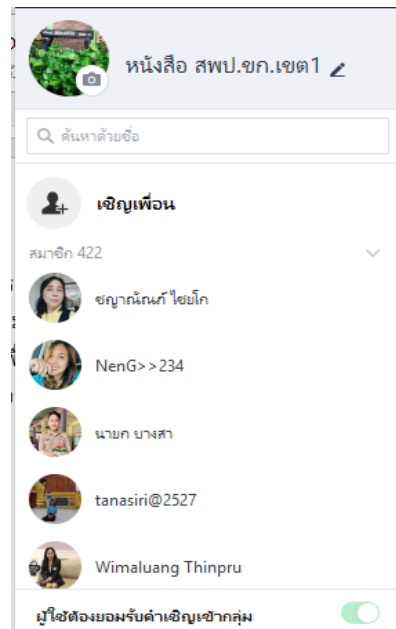 หนังสือ สพป.ขก.เขต1
ค้นหาด้วยชื่อ
เชิญเพื่อน
สมาชิก 422
ชญาณ์ณภ์ ไชยโก
NenG>>234
นายก บางสา
tanasiri@2527
Wimaluang Thinpru
ผู้ใช้ต้องยอมรับคำเชิญเข้ากลุ่ม